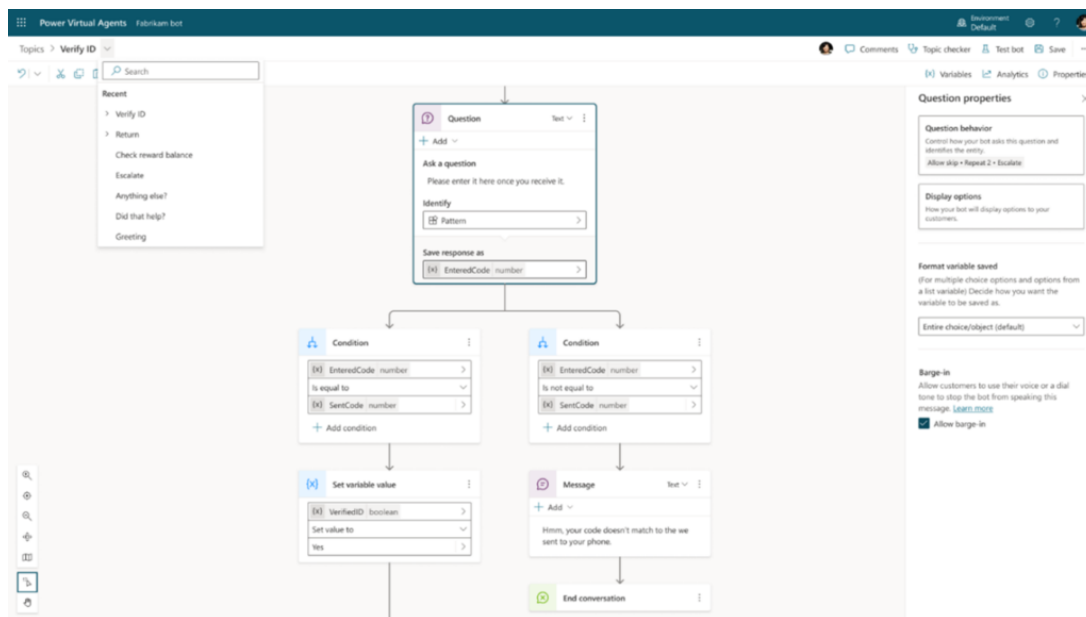 Power Virtual Agents Fabrikam bot
Environment
Default
?
Topics > Verify ID
Comments
Topic checker
Test bot
Save
Search
Variables
Analytics
Recent
Verify ID
Return
Check reward balance
Escalate
Anything else?
Did that help?
Greeting
Question
Text
Add
Ask a question
Please enter it here once you receive it.
Identify
Pattern
Save response as
{x} EnteredCode number
Condition
{x} EnteredCode number
Is equal to
{x} SentCode number
Add condition
Condition
{x} EnteredCode number
Is not equal to
{x} SentCode number
Add condition
{x} Set variable value
{x} VerifiedID boolean
Set value to
Yes
Message
Text
Add
Hmm, your code doesn't match to the we
sent to your phone.
End conversation
Question properties
Question behavior
Control how your bot asks this question and
identifies the entity.
Allow skip • Repeat 2 • Escalate
Display options
How your bot will display options to your
customers.
Format variable saved
(For multiple choice options and options from
a list variable) Decide how you want the
variable to be saved as.
Entire choice/object (default)
Barge-in
Allow customers to use their voice or a dial
tone to stop the bot from speaking this
message. Learn more
Allow barge-in